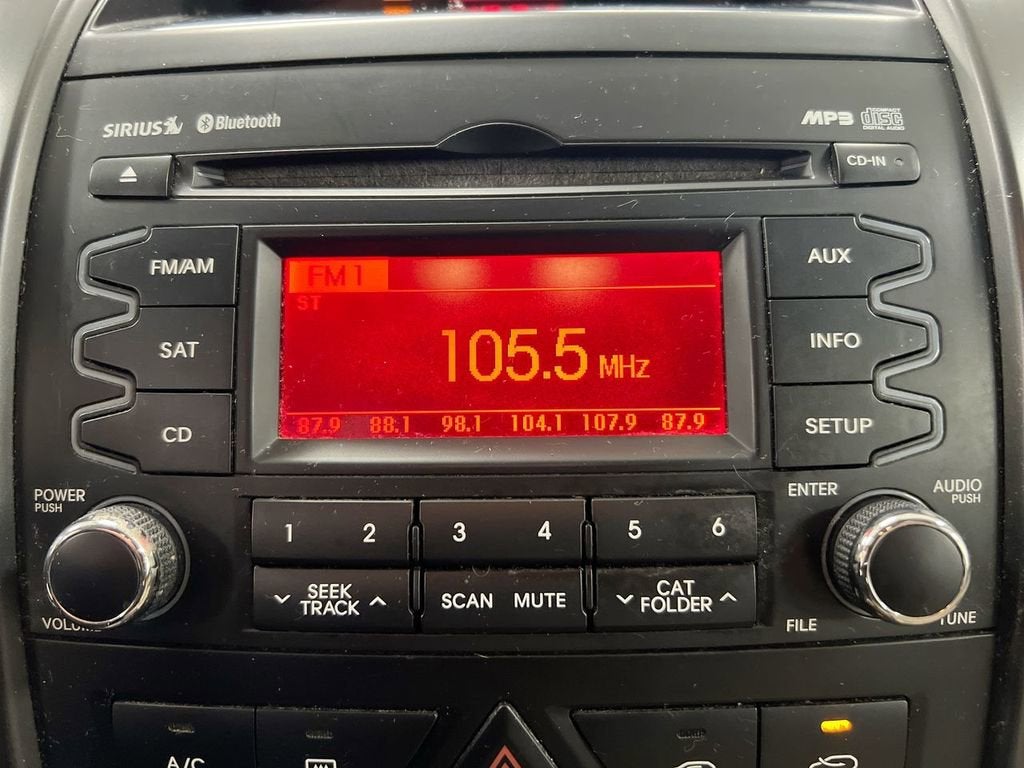 SIRIUS Bluetooth MP3 COMPACT disc DIGITAL AUDIO
CD-IN
FM/AM FM1 AUX
ST
SAT 105.5 MHz INFO
CD 87.9 88.1 98.1 104.1 107.9 87.9 SETUP
POWER PUSH ENTER AUDIO PUSH
1 2 3 4 5 6
SEEK TRACK SCAN MUTE CAT FOLDER
VOLUME FILE TUNE
A/C